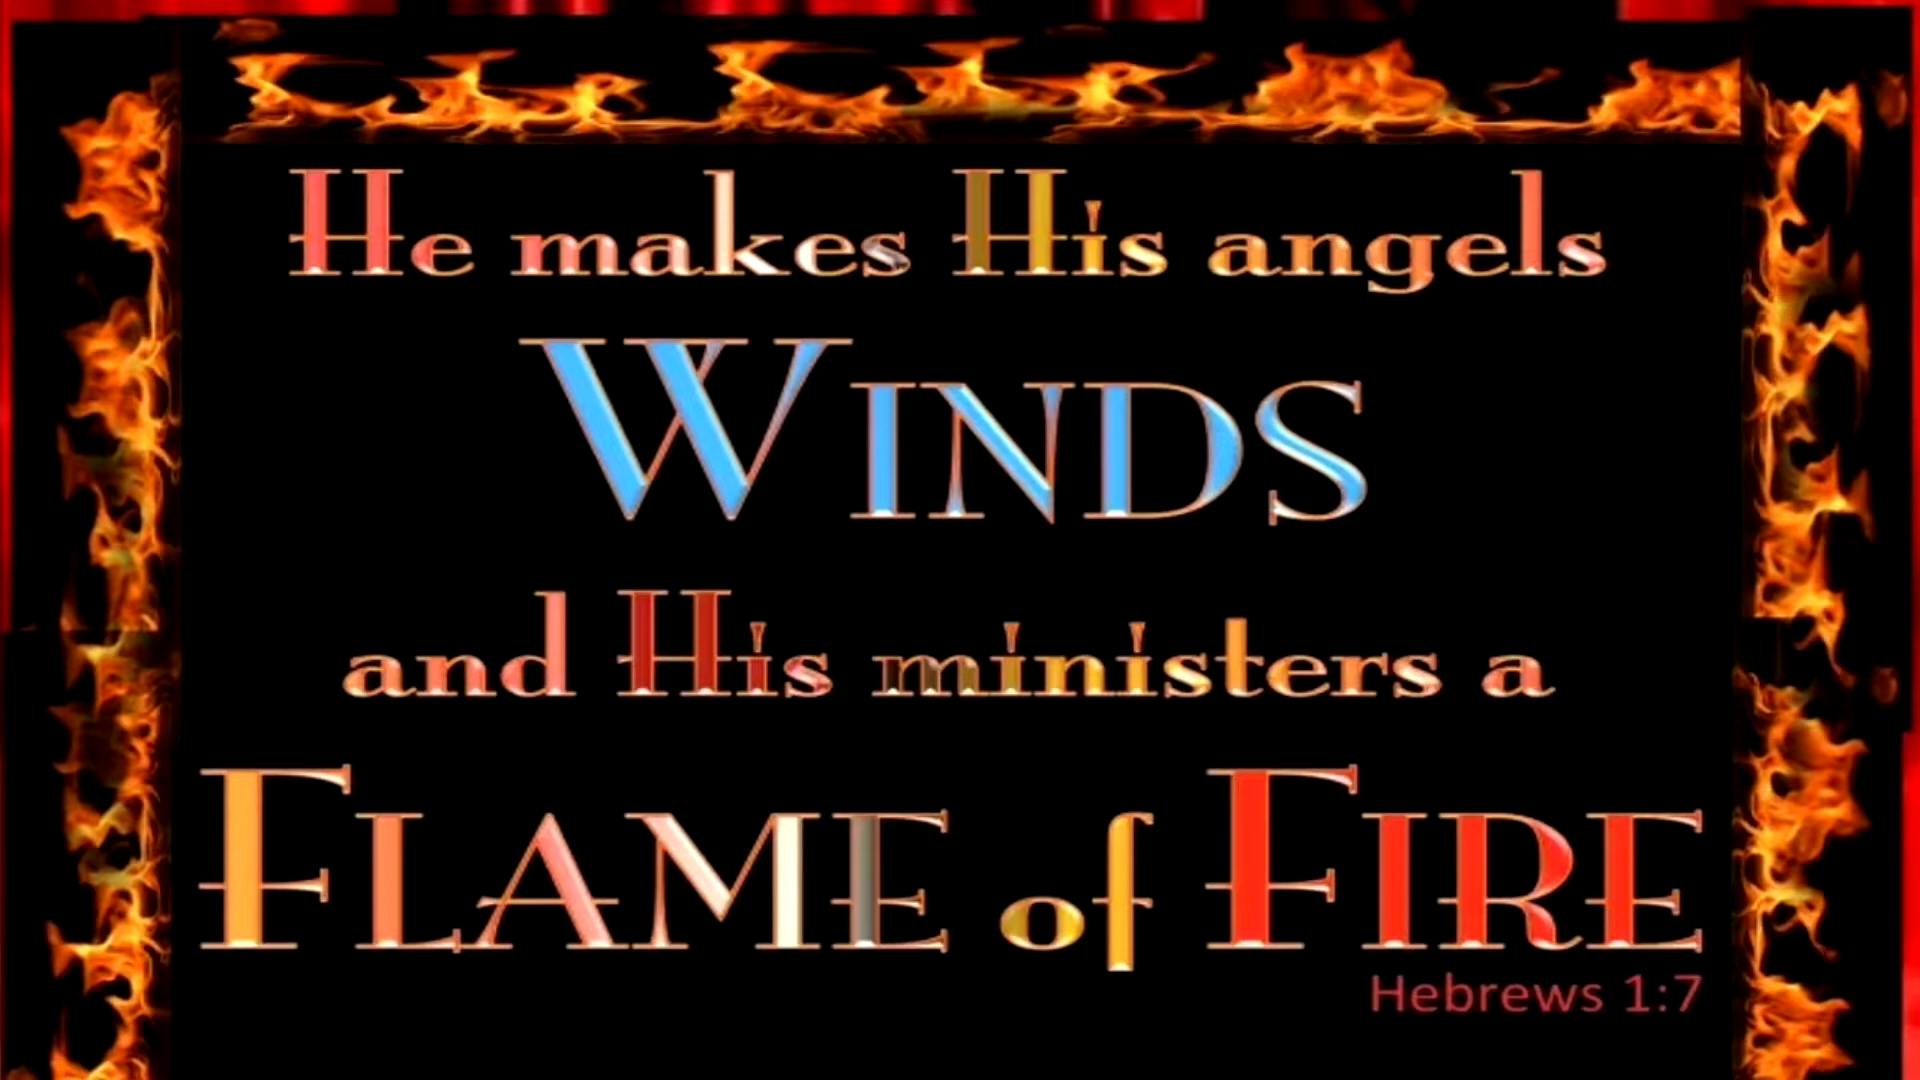 He makes His angels
WINDS
and His ministers a
FLAME of FIRE
Hebrews 1:7